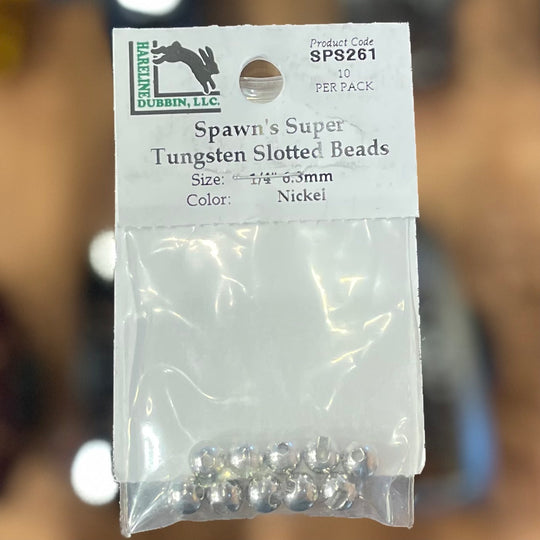 HARELINE
DUBBIN, LLC.
Product Code
SPS261
10
PER PACK
Spawn's Super
Tungsten Slotted Beads
Size: 1/4" 6.3mm
Color: Nickel